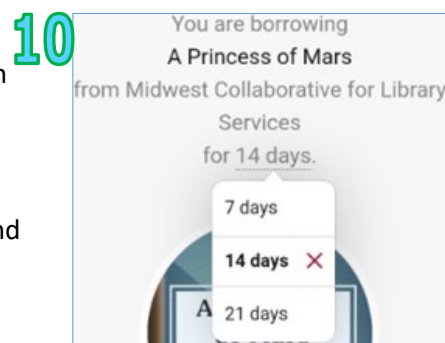 10
You are borrowing
A Princess of Mars
from Midwest Collaborative for Library
Services
for 14 days.
7 days
14 days
21 days
A